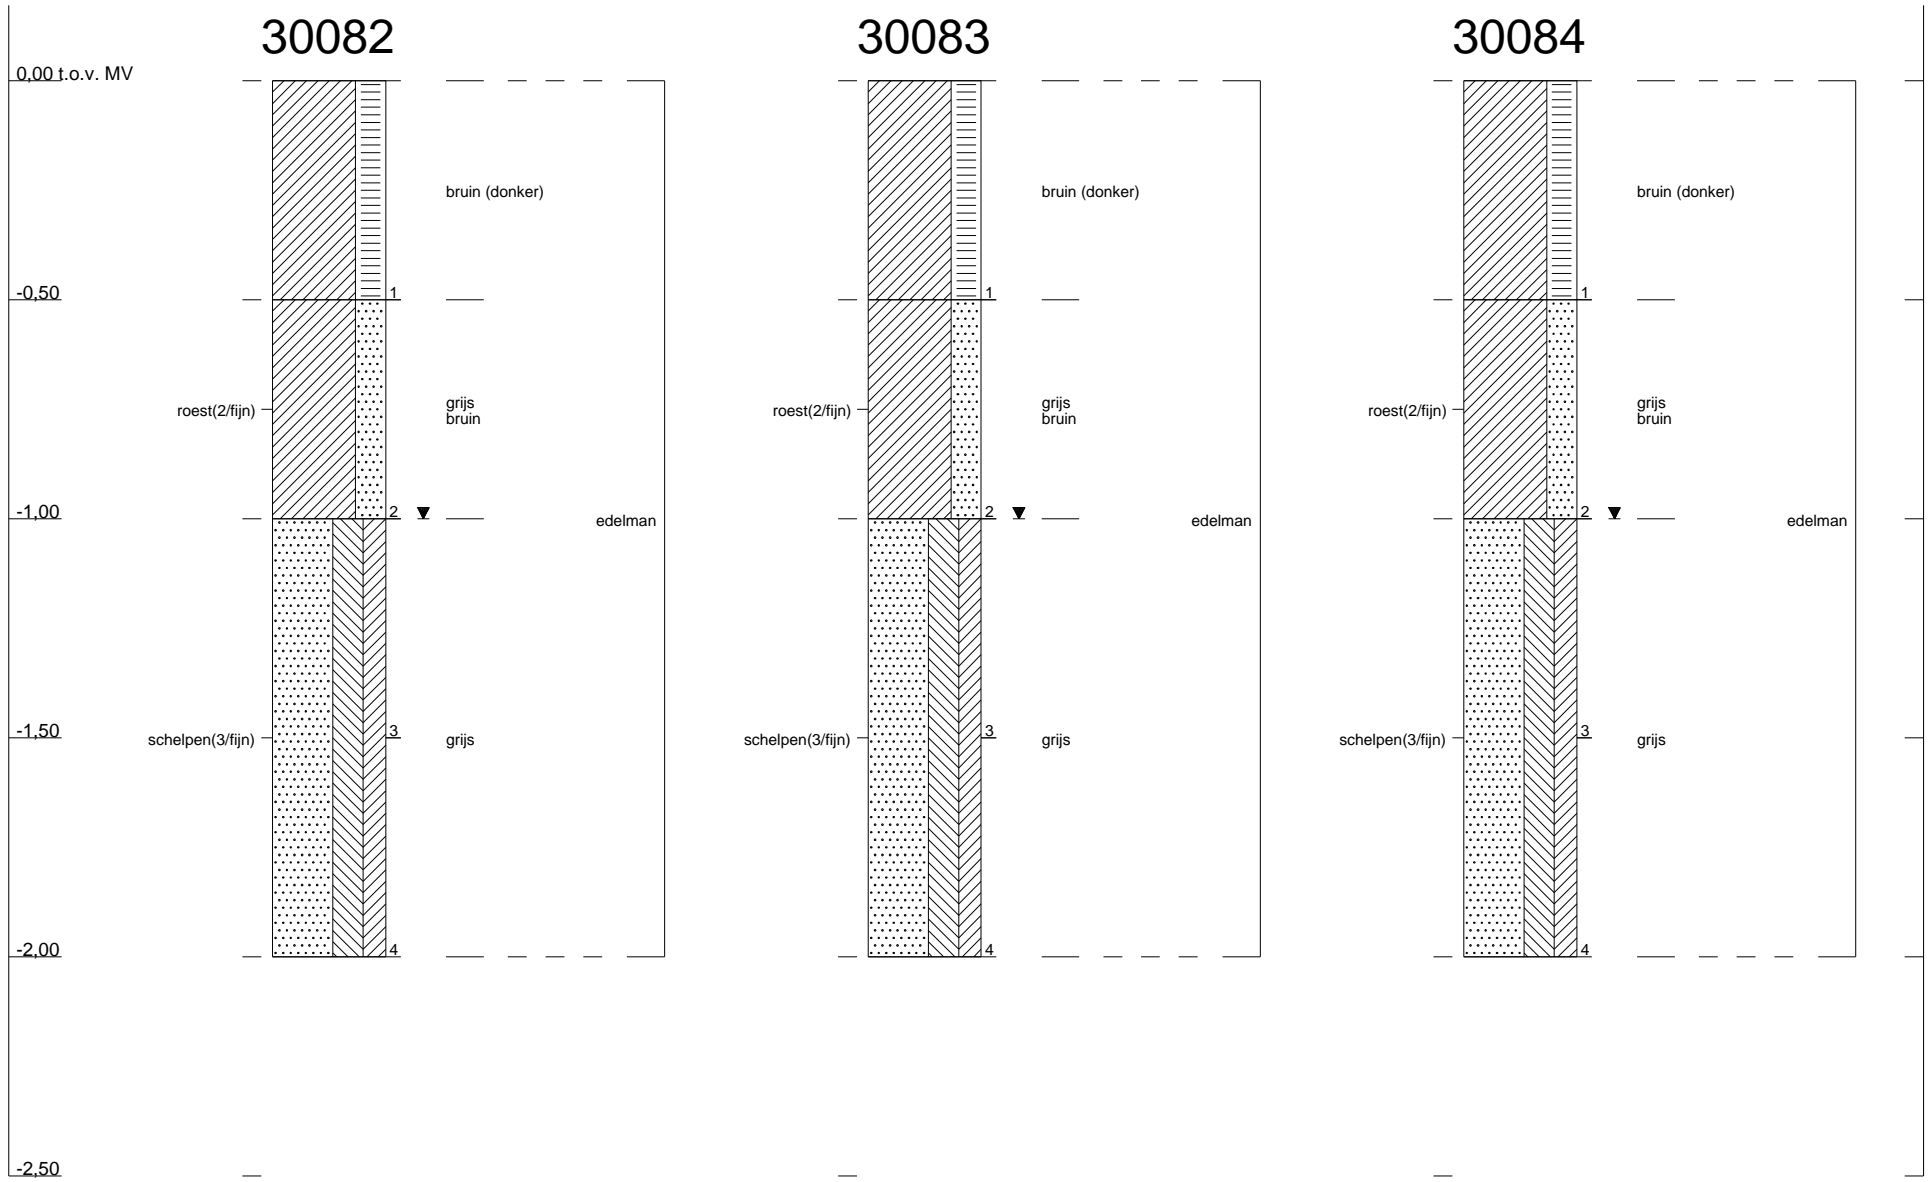 30082 30083 30084
0,00 t.o.v. MV
bruin (donker) bruin (donker) bruin (donker)
-0,50 1 1 1
roest(2/fijn) grijs roest(2/fijn) grijs roest(2/fijn) grijs
bruin bruin bruin
-1,00 2 2 2
edelman edelman edelman
-1,50 3 3 3
schelpen(3/fijn) grijs schelpen(3/fijn) grijs schelpen(3/fijn) grijs
-2,00 4 4 4
-2,50